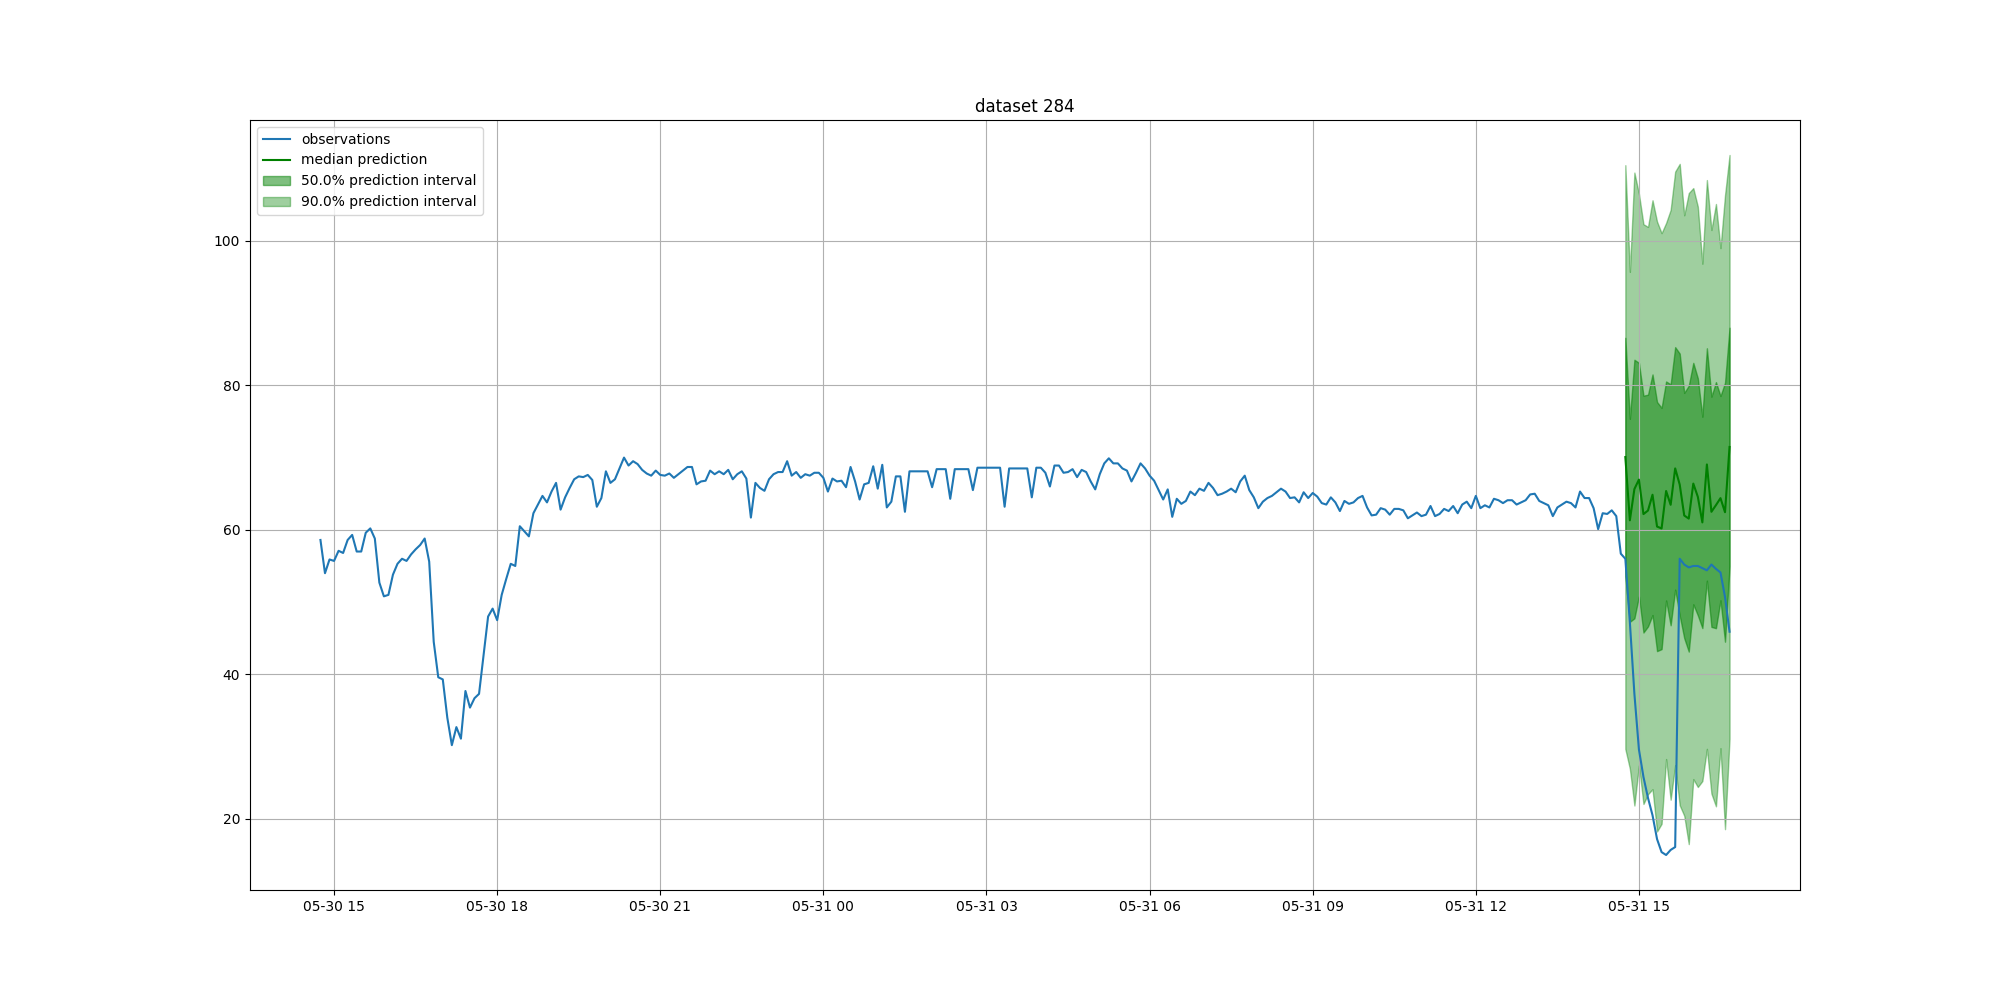 dataset 284
observations
median prediction
50.0% prediction interval
90.0% prediction interval
100
80
60
40
20
05-30 15
05-30 18
05-30 21
05-31 00
05-31 03
05-31 06
05-31 09
05-31 12
05-31 15